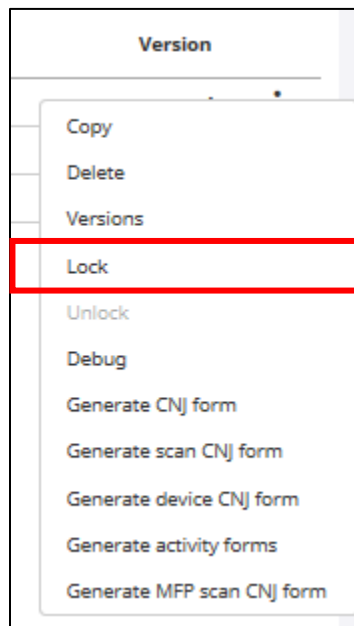 Version
Copy
Delete
Versions
Lock
Unlock
Debug
Generate CNJ form
Generate scan CNJ form
Generate device CNJ form
Generate activity forms
Generate MFP scan CNJ form